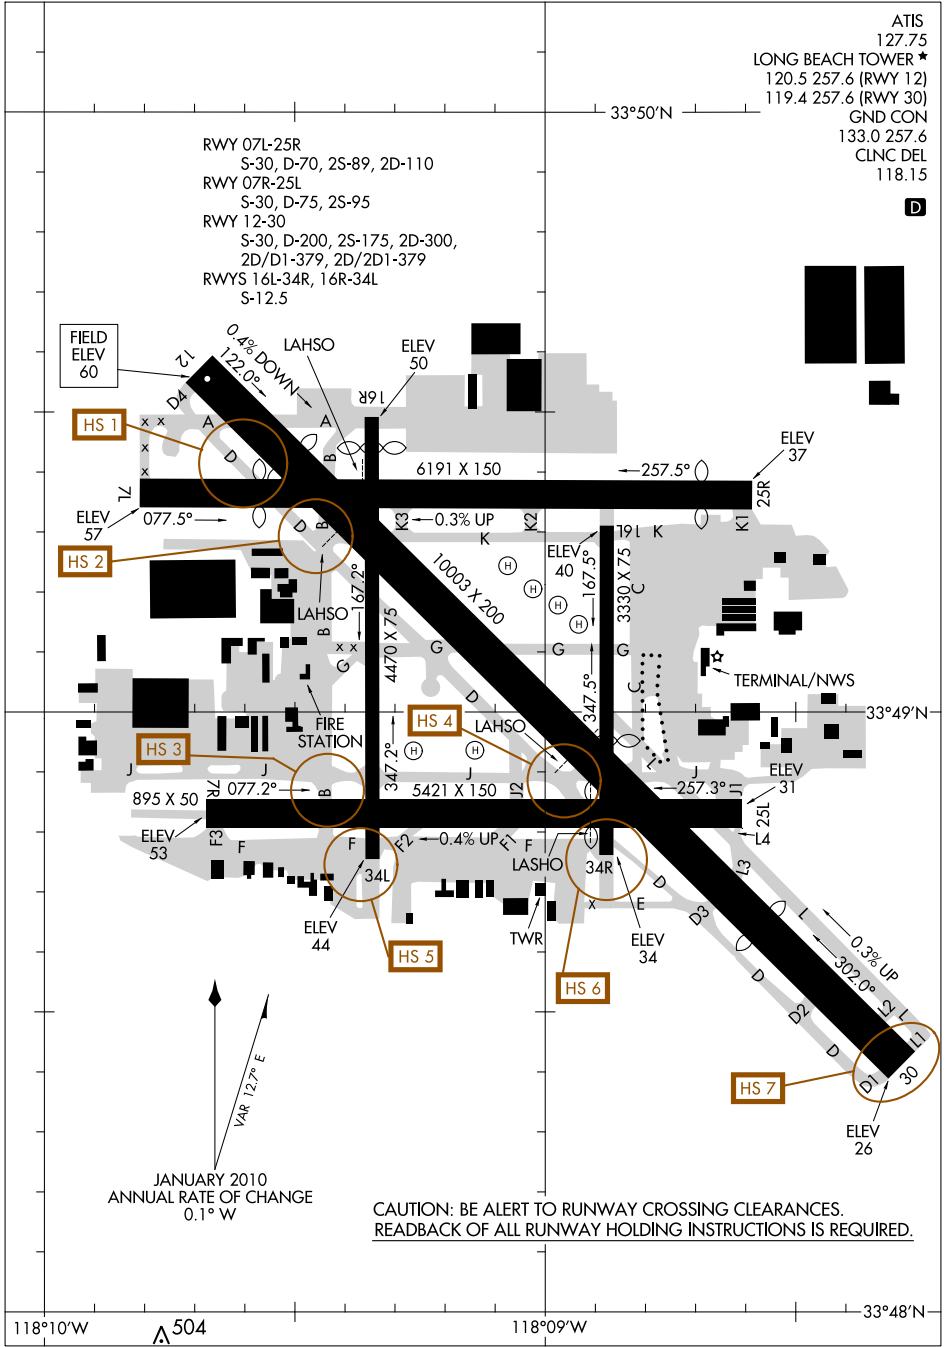 ATIS
127.75
LONG BEACH TOWER ★
120.5 257.6 (RWY 12)
119.4 257.6 (RWY 30)
GND CON
133.0 257.6
CLNC DEL
118.15
D
33°50'N
RWY 07L-25R
S-30, D-70, 2S-89, 2D-110
RWY 07R-25L
S-30, D-75, 2S-95
RWY 12-30
S-30, D-200, 2S-175, 2D-300,
2D/D1-379, 2D/2D1-379
RWYS 16L-34R, 16R-34L
S-12.5
FIELD
ELEV
60
12
0.4% DOWN
122.0°
LAHSO
ELEV
50
16R
D4
HS 1
A
A
x x
x
x
D
B
6191 X 150
257.5°
ELEV
37
7L
25R
ELEV
57
077.5°
D
B
K3
0.3% UP
K2
K1
K
16L
K
HS 2
ELEV
40
H
H
H
H
LAHSO
B
167.2°
10003 X 200
167.5°
3330 X 75
C
4470 X 75
x x
G
G
G
G
TERMINAL/NWS
FIRE
STATION
D
347.5°
C
33°49'N
HS 4
LAHSO
HS 3
H
H
347.2°
L
J
J
J
J
ELEV
31
7R
077.2°
B
J2
257.3°
J1
895 X 50
5421 X 150
25L
ELEV
53
F3
F
F
F2
0.4% UP
F1
F
LASHO
L4
34L
34R
L3
D
ELEV
44
TWR
x
E
D3
L
ELEV
34
HS 5
HS 6
0.3% UP
302.0°
D
D2
L2
L
L1
D
HS 7
D1
30
ELEV
26
VAR 12.7° E
JANUARY 2010
ANNUAL RATE OF CHANGE
0.1° W
CAUTION: BE ALERT TO RUNWAY CROSSING CLEARANCES.
READBACK OF ALL RUNWAY HOLDING INSTRUCTIONS IS REQUIRED.
33°48'N
118°10'W
504
118°09'W